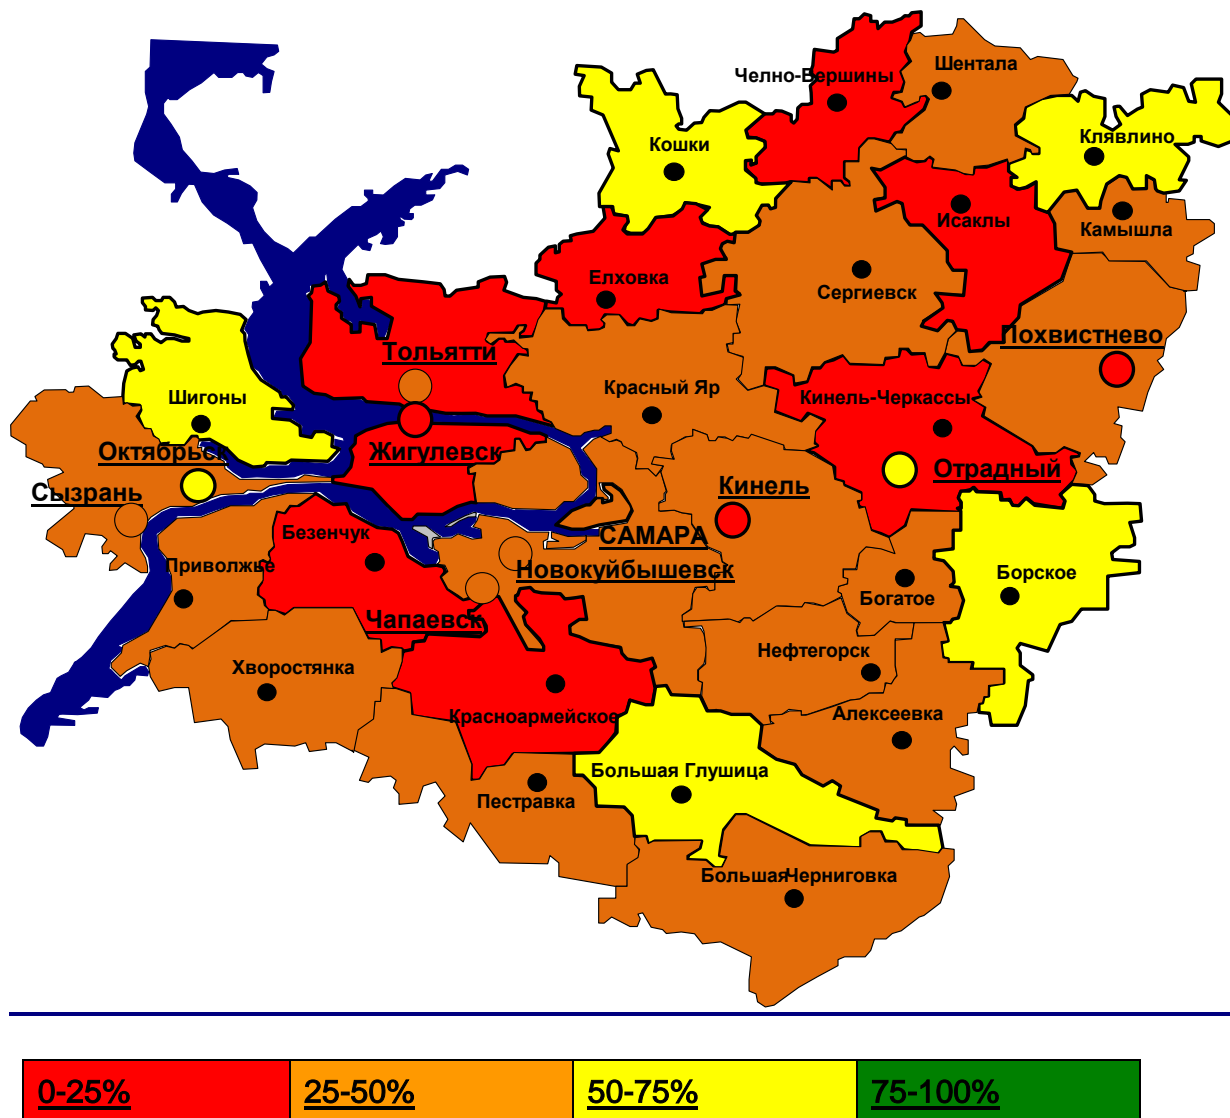 Шентала
Челно-Вершины
Клявлино
Кошки
Исаклы
Камышла
Елховка
Сергиевск
Похвистнево
Тольятти
Красный Яр
Кинель-Черкассы
Шигоны
Октябрьск
Жигулевск
Отрадный
Сызрань
Кинель
Безенчук
САМАРА
Приволжье
Новокуйбышевск
Борское
Богатое
Чапаевск
Нефтегорск
Хворостянка
Красноармейское
Алексеевка
Большая Глушица
Пестравка
Большая Черниговка
0-25% 25-50% 50-75% 75-100%